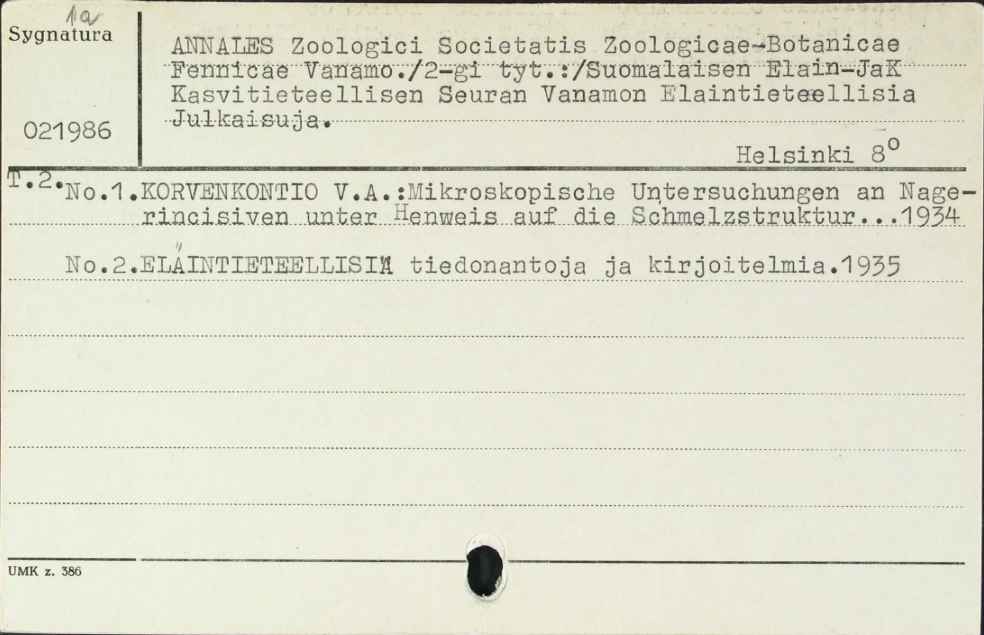 1a
Sygnatura
021986
ANNALES Zoologici Societatis Zoologicae-Botanicae
Fennicae Vanamo./2-gi tyt.:/Suomalaisen Elain-JaK
Kasvitieteellisen Seuran Vanamon Elaintieteellisia
Julkaisuja.
Helsinki 8°
T.2. No.1.KORVENKONTIO V.A.:Mikroskopische Untersuchungen an Nage-
rincisiven unter Henweis auf die Schmelzstruktur...1934
No.2.ELÄINTIETEELLISIA tiedonantoja ja kirjoitelmia.1935
UMK z. 386